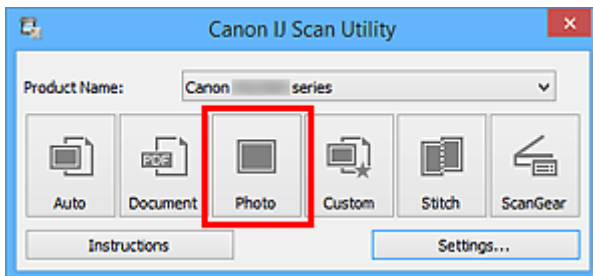 Canon IJ Scan Utility
Product Name: Canon series
PDF
Auto Document Photo Custom Stitch ScanGear
Instructions Settings...